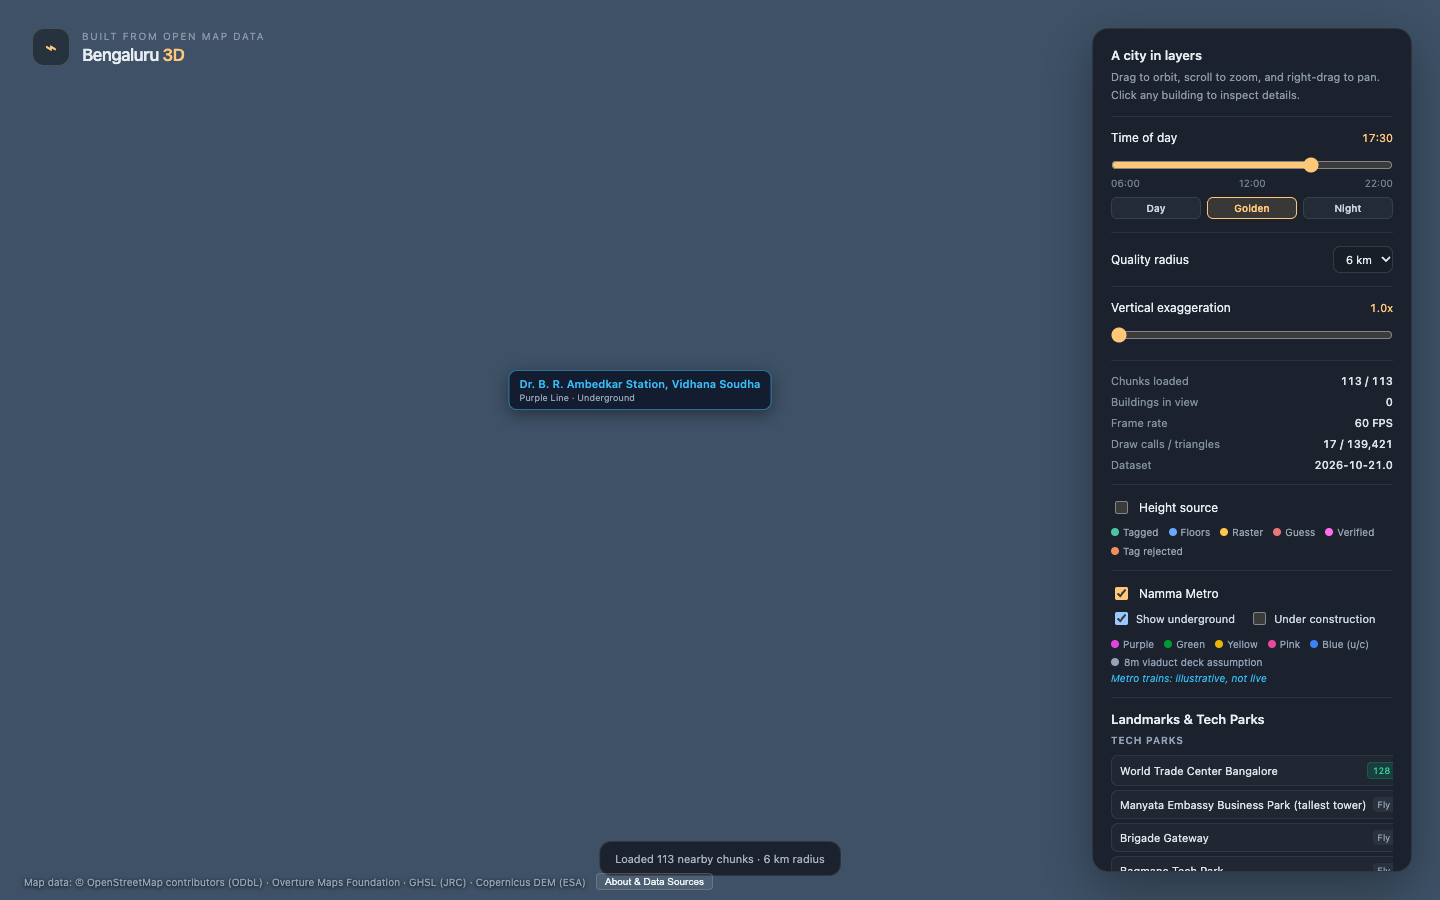 BUILT FROM OPEN MAP DATA
Bengaluru 3D
A city in layers
Drag to orbit, scroll to zoom, and right-drag to pan.
Click any building to inspect details.
Time of day 17:30
06:00 12:00 22:00
Day Golden Night
Quality radius 6 km
Vertical exaggeration 1.0x
Dr. B. R. Ambedkar Station, Vidhana Soudha
Purple Line · Underground
Chunks loaded 113 / 113
Buildings in view 0
Frame rate 60 FPS
Draw calls / triangles 17 / 139,421
Dataset 2026-10-21.0
Height source
Tagged Floors Raster Guess Verified
Tag rejected
Namma Metro
Show underground Under construction
Purple Green Yellow Pink Blue (u/c)
8m viaduct deck assumption
Metro trains: illustrative, not live
Landmarks & Tech Parks
TECH PARKS
World Trade Center Bangalore 128
Manyata Embassy Business Park (tallest tower) Fly
Brigade Gateway Fly
Bagmane Tech Park Fly
Loaded 113 nearby chunks · 6 km radius
Map data: © OpenStreetMap contributors (ODbL) · Overture Maps Foundation · GHSL (JRC) · Copernicus DEM (ESA) About & Data Sources